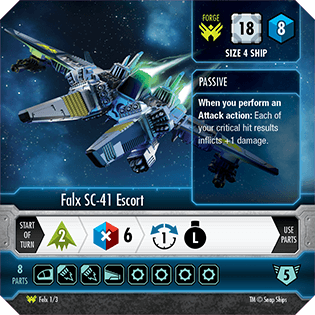 FORGE
18
8
SIZE 4 SHIP
PASSIVE
When you perform an
Attack action: Each of
your critical hit results
inflicts +1 damage.
Falx SC-41 Escort
START OF TURN
2
6
1
L
USE PARTS
8 PARTS
5
Falx 1/3
TM © Snap Ships